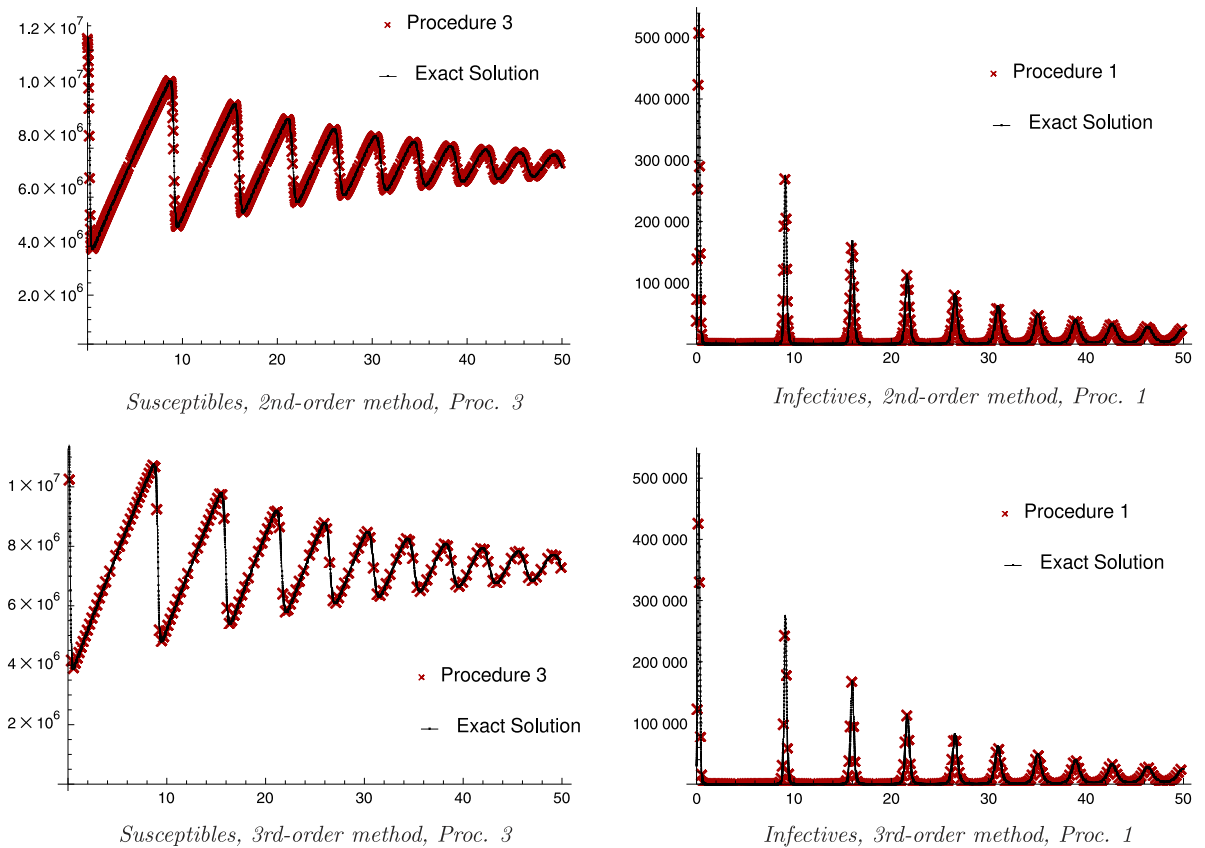 1.2×10⁷
1.0×10⁷
8.0×10⁶
6.0×10⁶
4.0×10⁶
2.0×10⁶
10 20 30 40 50
× Procedure 3
Exact Solution
Susceptibles, 2nd-order method, Proc. 3
500 000
400 000
300 000
200 000
100 000
0 10 20 30 40 50
× Procedure 1
Exact Solution
Infectives, 2nd-order method, Proc. 1
1×10⁷
8×10⁶
6×10⁶
4×10⁶
2×10⁶
10 20 30 40 50
× Procedure 3
Exact Solution
Susceptibles, 3rd-order method, Proc. 3
500 000
400 000
300 000
200 000
100 000
0 10 20 30 40 50
× Procedure 1
Exact Solution
Infectives, 3rd-order method, Proc. 1